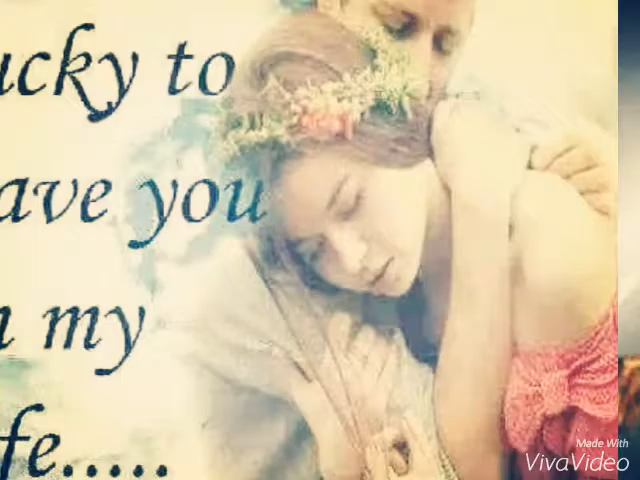 ucky to
ave you
n my
fe.....
Made With
VivaVideo